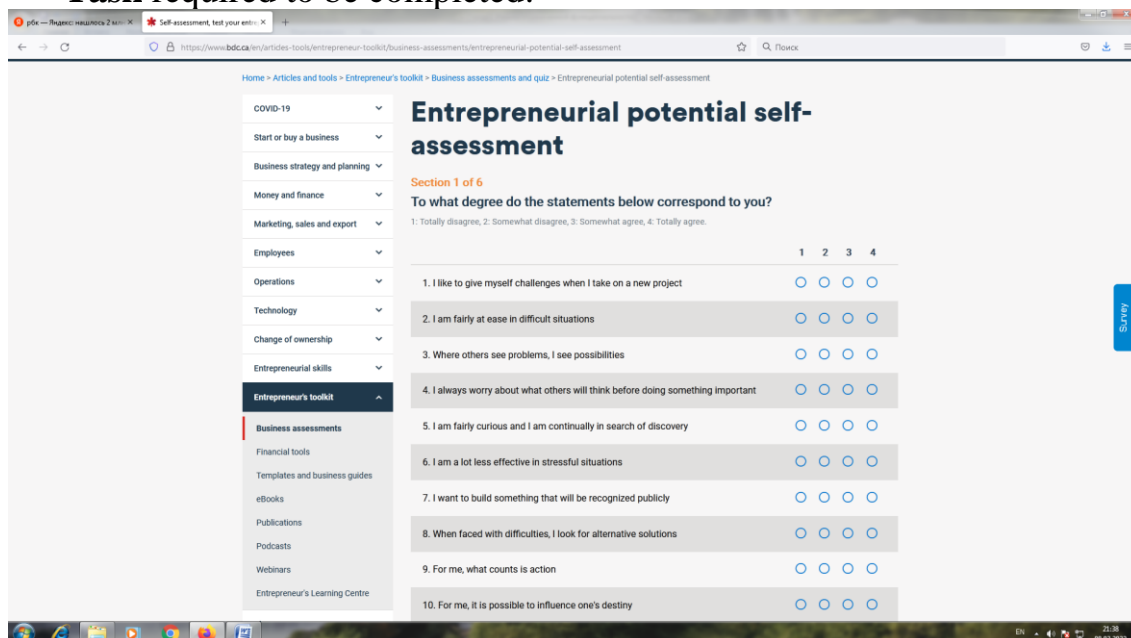 Task required to be completed.
рбк — Яндекс: нашлось 2 млн
Self-assessment, test your entre
https://www.bdc.ca/en/articles-tools/entrepreneur-toolkit/business-assessments/entrepreneurial-potential-self-assessment
Поиск
Home > Articles and tools > Entrepreneur's toolkit > Business assessments and quiz > Entrepreneurial potential self-assessment
COVID-19
Start or buy a business
Business strategy and planning
Money and finance
Marketing, sales and export
Employees
Operations
Technology
Change of ownership
Entrepreneurial skills
Entrepreneur's toolkit
Business assessments
Financial tools
Templates and business guides
eBooks
Publications
Podcasts
Webinars
Entrepreneur's Learning Centre
Entrepreneurial potential self-
assessment
Section 1 of 6
To what degree do the statements below correspond to you?
1: Totally disagree, 2: Somewhat disagree, 3: Somewhat agree, 4: Totally agree.
1 2 3 4
1. I like to give myself challenges when I take on a new project
2. I am fairly at ease in difficult situations
3. Where others see problems, I see possibilities
4. I always worry about what others will think before doing something important
5. I am fairly curious and I am continually in search of discovery
6. I am a lot less effective in stressful situations
7. I want to build something that will be recognized publicly
8. When faced with difficulties, I look for alternative solutions
9. For me, what counts is action
10. For me, it is possible to influence one's destiny
Survey
EN
21:38